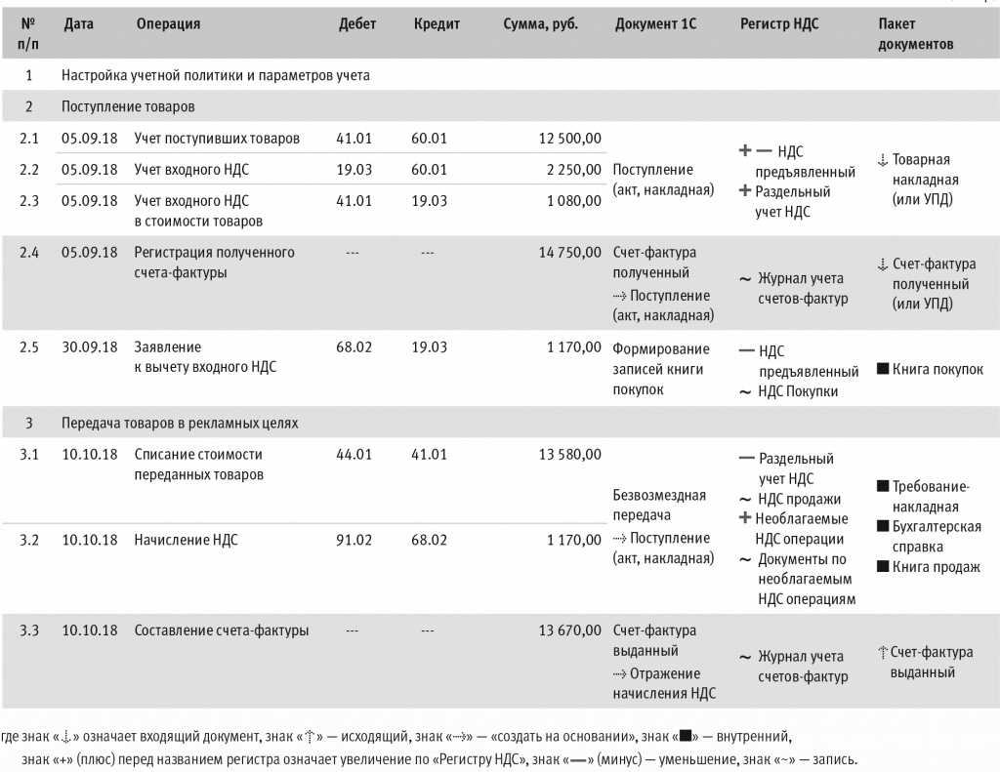 № п/п Дата Операция Дебет Кредит Сумма, руб. Документ 1С Регистр НДС Пакет документов
1 Настройка учетной политики и параметров учета
2 Поступление товаров
2.1 05.09.18 Учет поступивших товаров 41.01 60.01 12 500,00
2.2 05.09.18 Учет входного НДС 19.03 60.01 2 250,00
2.3 05.09.18 Учет входного НДС
в стоимости товаров 41.01 19.03 1 080,00
Поступление
(акт, накладная)
+ — НДС
предъявленный
+ Раздельный
учет НДС
⇣ Товарная
накладная
(или УПД)
2.4 05.09.18 Регистрация полученного
счета-фактуры --- --- 14 750,00
Счет-фактура
полученный
⇢ Поступление
(акт, накладная)
~ Журнал учета
счетов-фактур
⇣ Счет-фактура
полученный
(или УПД)
2.5 30.09.18 Заявление
к вычету входного НДС 68.02 19.03 1 170,00
Формирование
записей книги
покупок
— НДС
предъявленный
~ НДС Покупки
■ Книга покупок
3 Передача товаров в рекламных целях
3.1 10.10.18 Списание стоимости
переданных товаров 44.01 41.01 13 580,00
3.2 10.10.18 Начисление НДС 91.02 68.02 1 170,00
Безвозмездная
передача
⇢ Поступление
(акт, накладная)
— Раздельный
учет НДС
~ НДС продажи
+ Необлагаемые
НДС операции
~ Документы по
необлагаемым
НДС операциям
■ Требование-
накладная
■ Бухгалтерская
справка
■ Книга продаж
3.3 10.10.18 Составление счета-фактуры --- --- 13 670,00
Счет-фактура
выданный
⇢ Отражение
начисления НДС
~ Журнал учета
счетов-фактур
⇡ Счет-фактура
выданный
где знак «⇣» означает входящий документ, знак «⇡» — исходящий, знак «⇢» — «создать на основании», знак «■» — внутренний,
знак «+» (плюс) перед названием регистра означает увеличение по «Регистру НДС», знак «—» (минус) — уменьшение, знак «~» — запись.